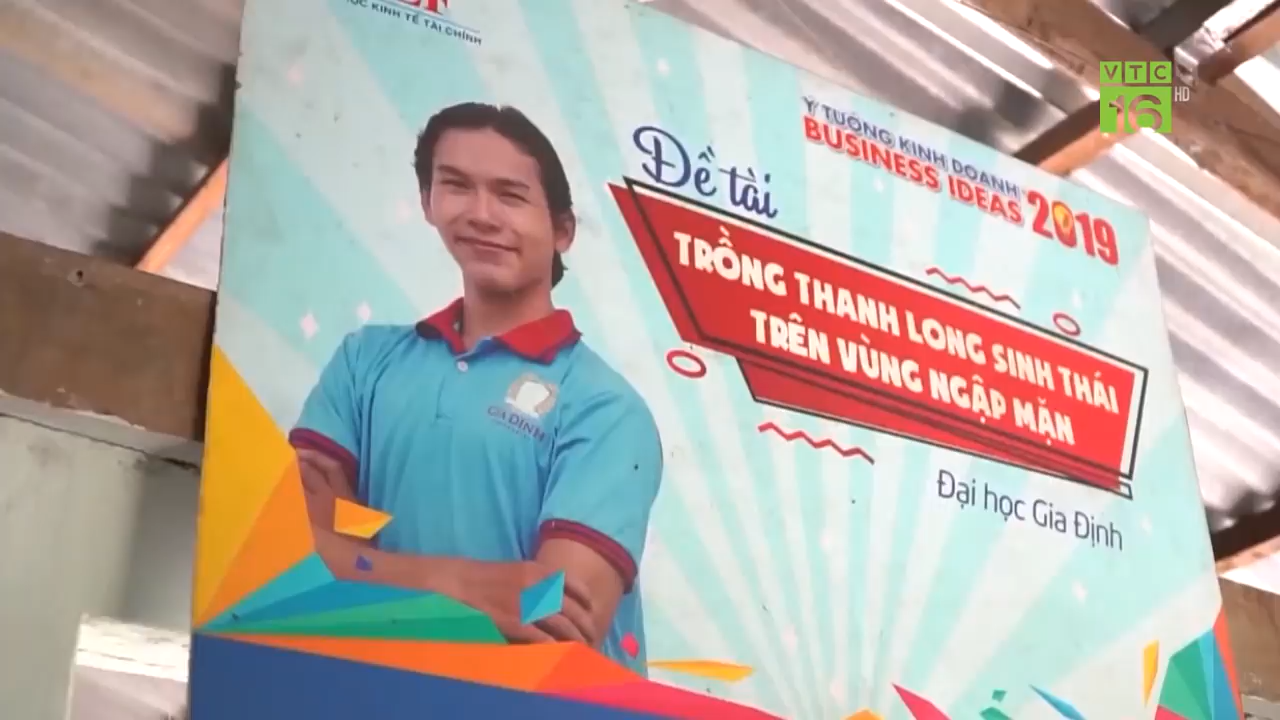 ỌC KINH TẾ TÀI CHÍNH
VTC
16
HD
Ý TƯỞNG KINH DOANH
BUSINESS IDEAS
2019
Đề tài
TRỒNG THANH LONG SINH THÁI
TRÊN VÙNG NGẬP MẶN
GIA DINH
Đại học Gia Định